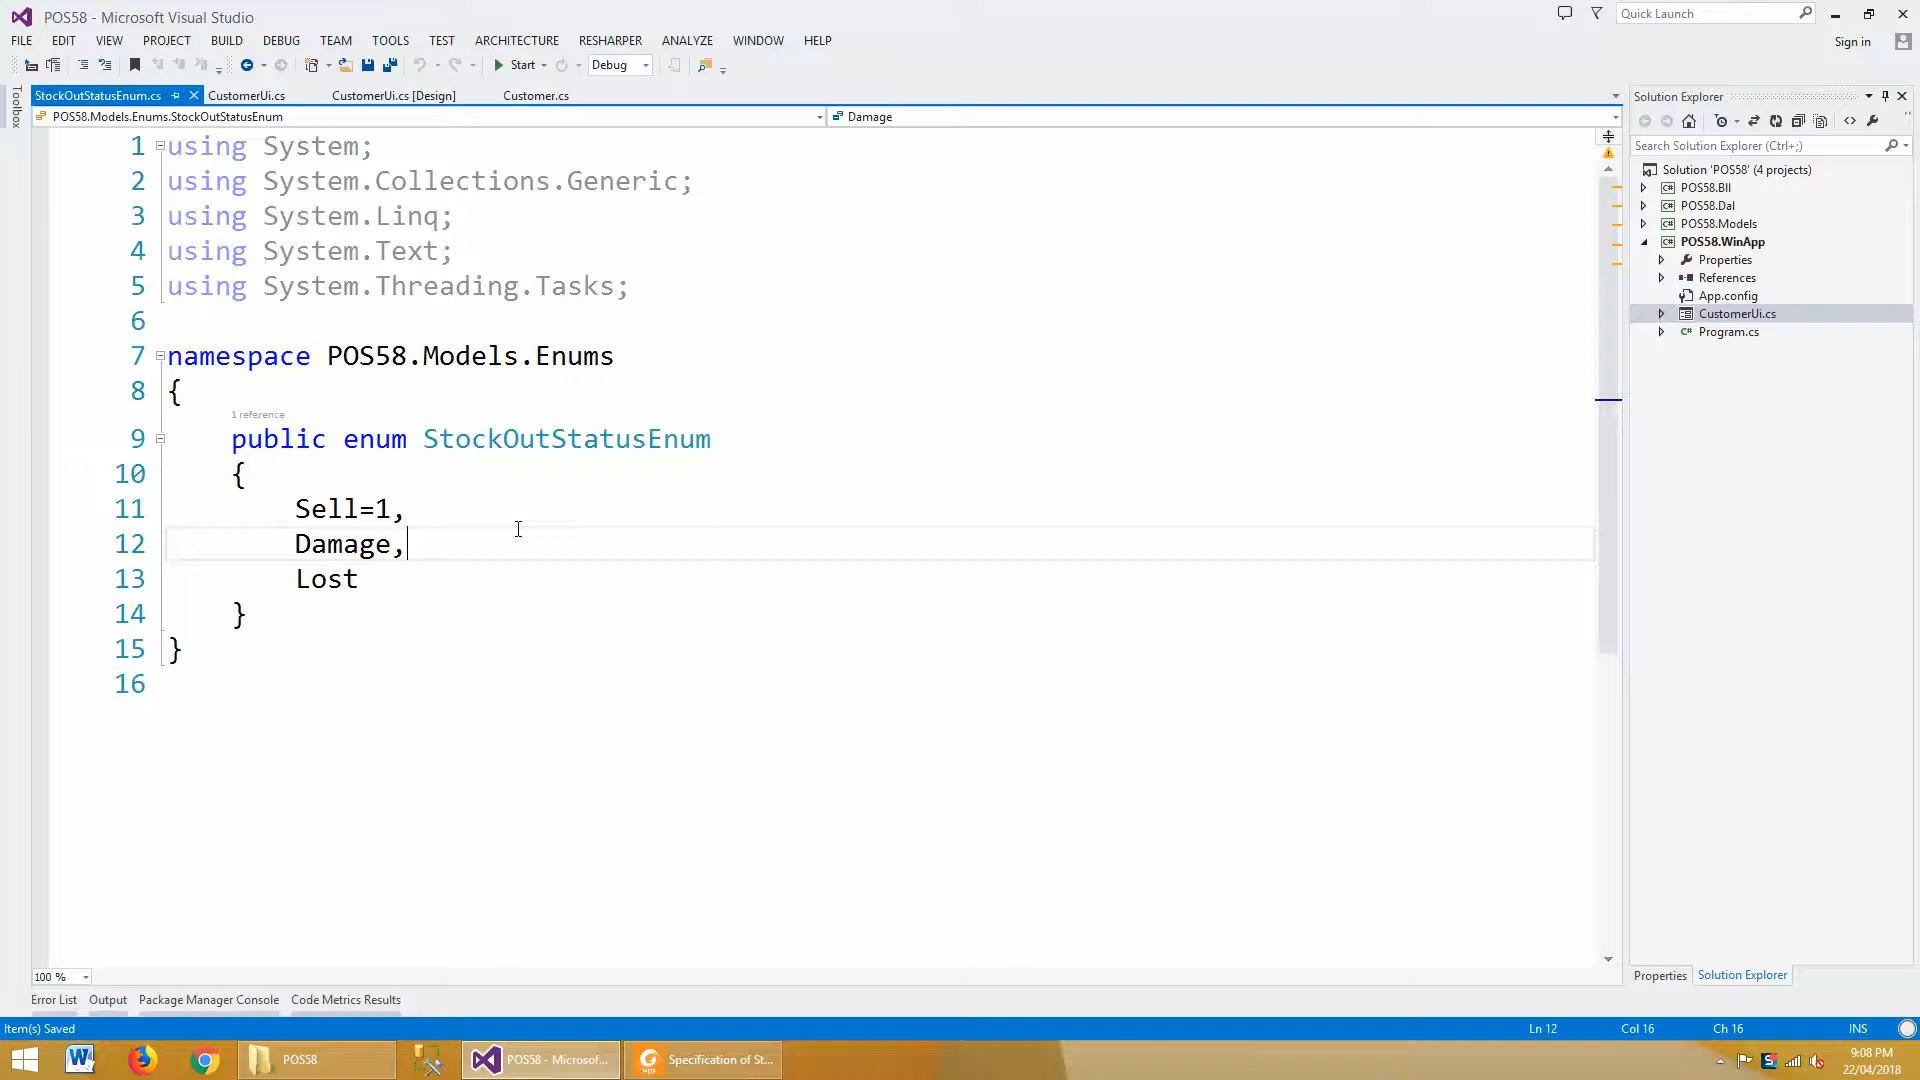 POS58 - Microsoft Visual Studio
Quick Launch
FILE EDIT VIEW PROJECT BUILD DEBUG TEAM TOOLS TEST ARCHITECTURE RESHARPER ANALYZE WINDOW HELP
Sign in
Start Debug
Toolbox
StockOutStatusEnum.cs CustomerUi.cs CustomerUi.cs [Design] Customer.cs
POS58.Models.Enums.StockOutStatusEnum Damage
1 using System;
2 using System.Collections.Generic;
3 using System.Linq;
4 using System.Text;
5 using System.Threading.Tasks;
6
7 namespace POS58.Models.Enums
8 {
1 reference
9 public enum StockOutStatusEnum
10 {
11 Sell=1,
12 Damage,
13 Lost
14 }
15 }
16
100 %
Solution Explorer
Search Solution Explorer (Ctrl+;)
Solution 'POS58' (4 projects)
POS58.Bll
POS58.Dal
POS58.Models
POS58.WinApp
Properties
References
App.config
CustomerUi.cs
Program.cs
Properties Solution Explorer
Error List Output Package Manager Console Code Metrics Results
Item(s) Saved Ln 12 Col 16 Ch 16 INS
POS58 POS58 - Microsof... Specification of St...
9:08 PM
22/04/2018